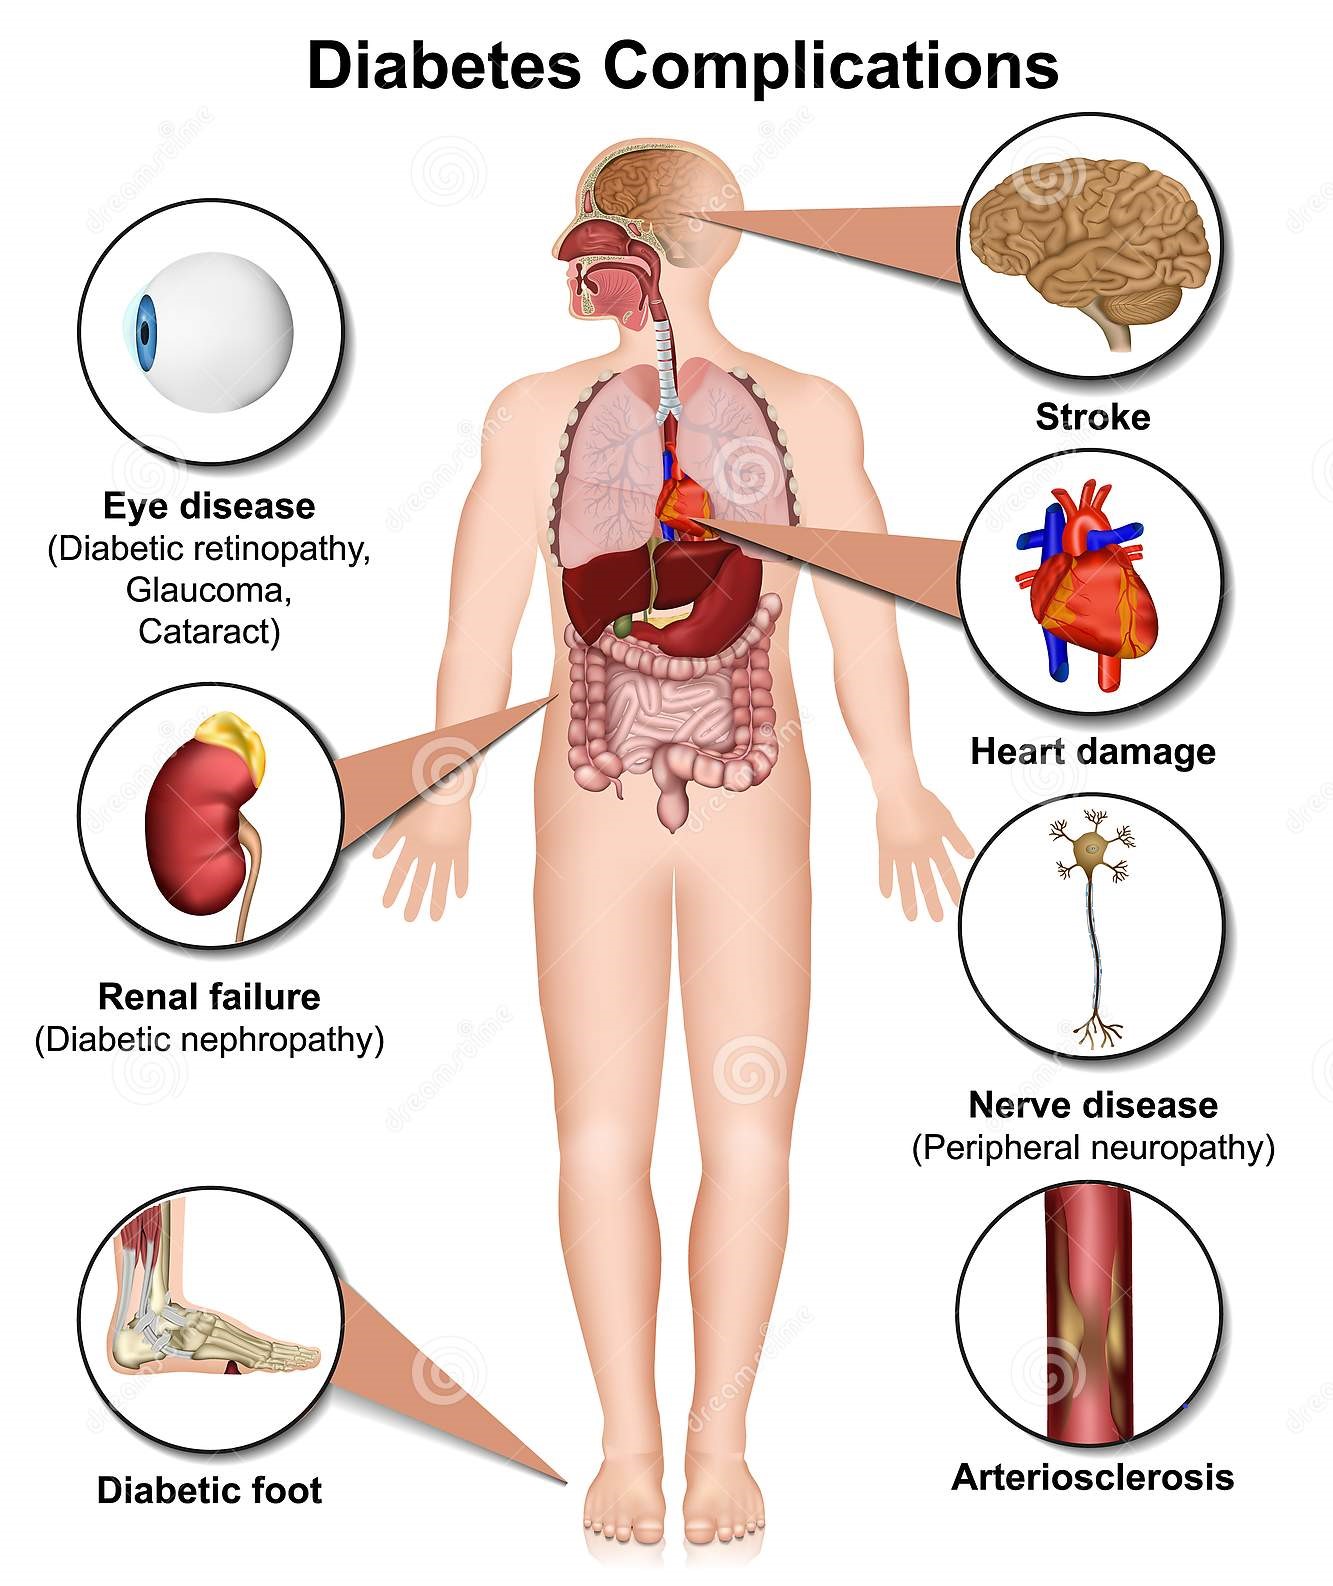 Diabetes Complications
Eye disease
(Diabetic retinopathy,
Glaucoma,
Cataract)
Renal failure
(Diabetic nephropathy)
Diabetic foot
Stroke
Heart damage
Nerve disease
(Peripheral neuropathy)
Arteriosclerosis
dreamstime